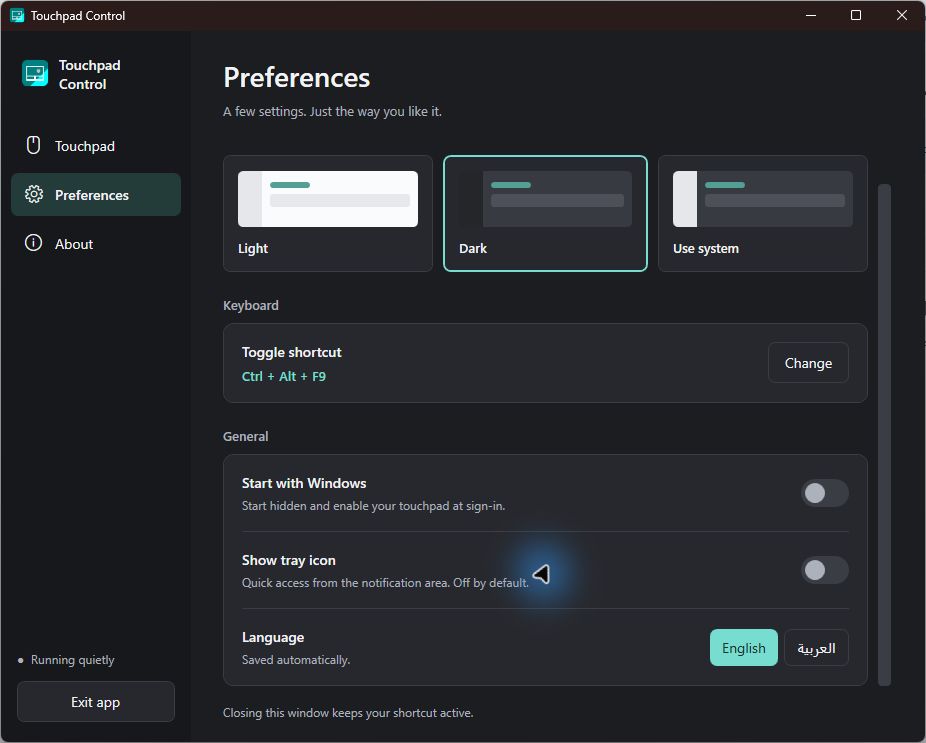 Touchpad Control
Touchpad
Control
Touchpad
Preferences
About
Running quietly
Exit app
Preferences
A few settings. Just the way you like it.
Light
Dark
Use system
Keyboard
Toggle shortcut
Ctrl + Alt + F9
Change
General
Start with Windows
Start hidden and enable your touchpad at sign-in.
Show tray icon
Quick access from the notification area. Off by default.
Language
Saved automatically.
English
العربية
Closing this window keeps your shortcut active.